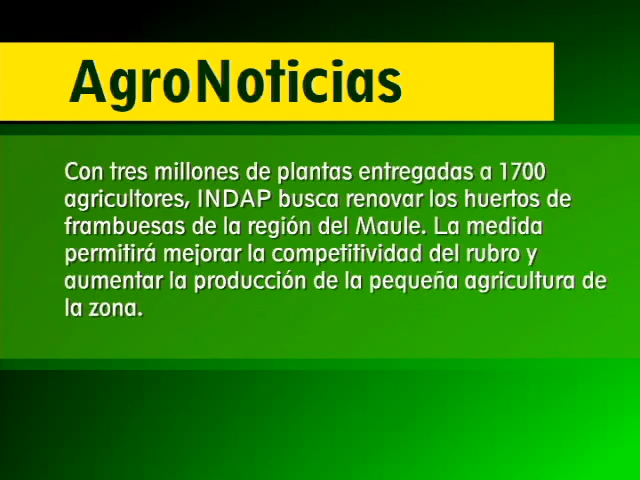 AgroNoticias
Con tres millones de plantas entregadas a 1700
agricultores, INDAP busca renovar los huertos de
frambuesas de la región del Maule. La medida
permitirá mejorar la competitividad del rubro y
aumentar la producción de la pequeña agricultura de
la zona.